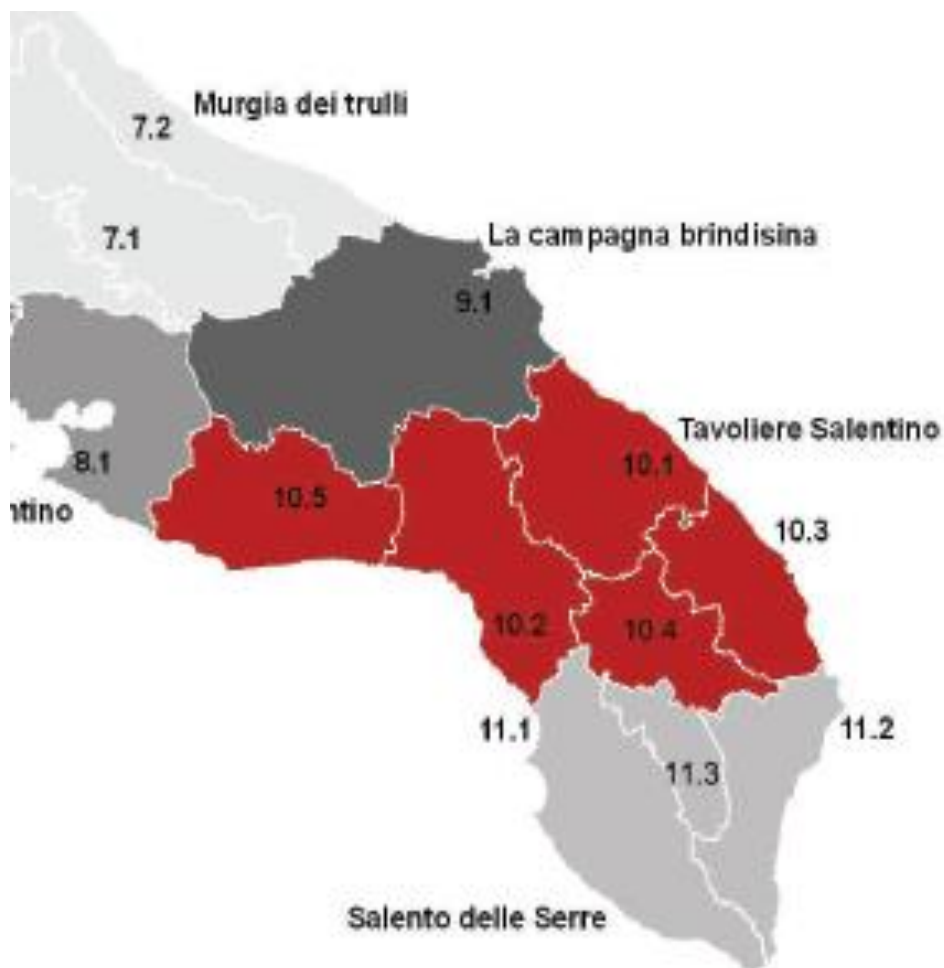 Murgia dei trulli
7.2
7.1
La campagna brindisina
9.1
Tavoliere Salentino
10.1
8.1
ntino
10.5
10.3
10.2
10.4
11.1
11.2
11.3
Salento delle Serre